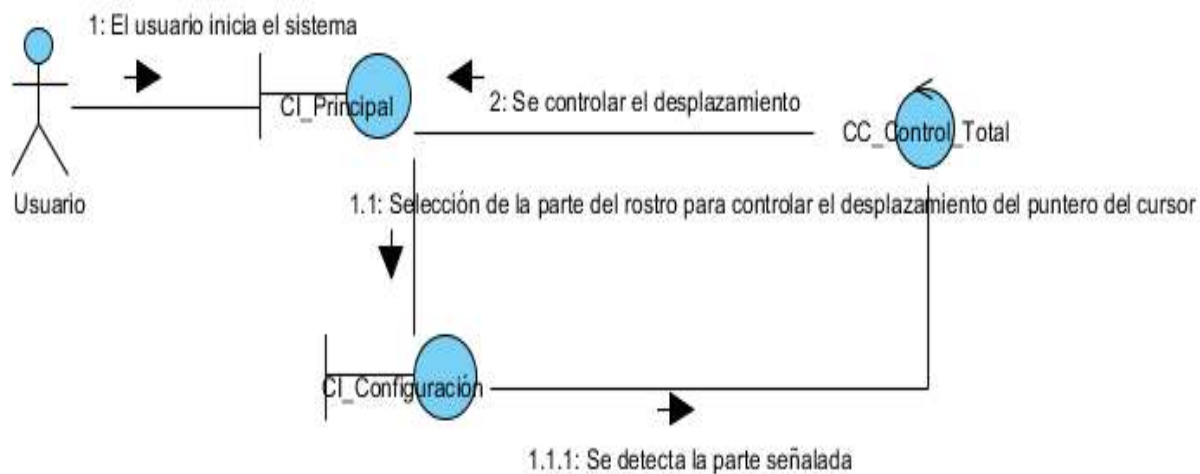 1: El usuario inicia el sistema
CI_Principal
2: Se controlar el desplazamiento
CC_Control_Total
Usuario
1.1: Selección de la parte del rostro para controlar el desplazamiento del puntero del cursor
CI_Configuración
1.1.1: Se detecta la parte señalada